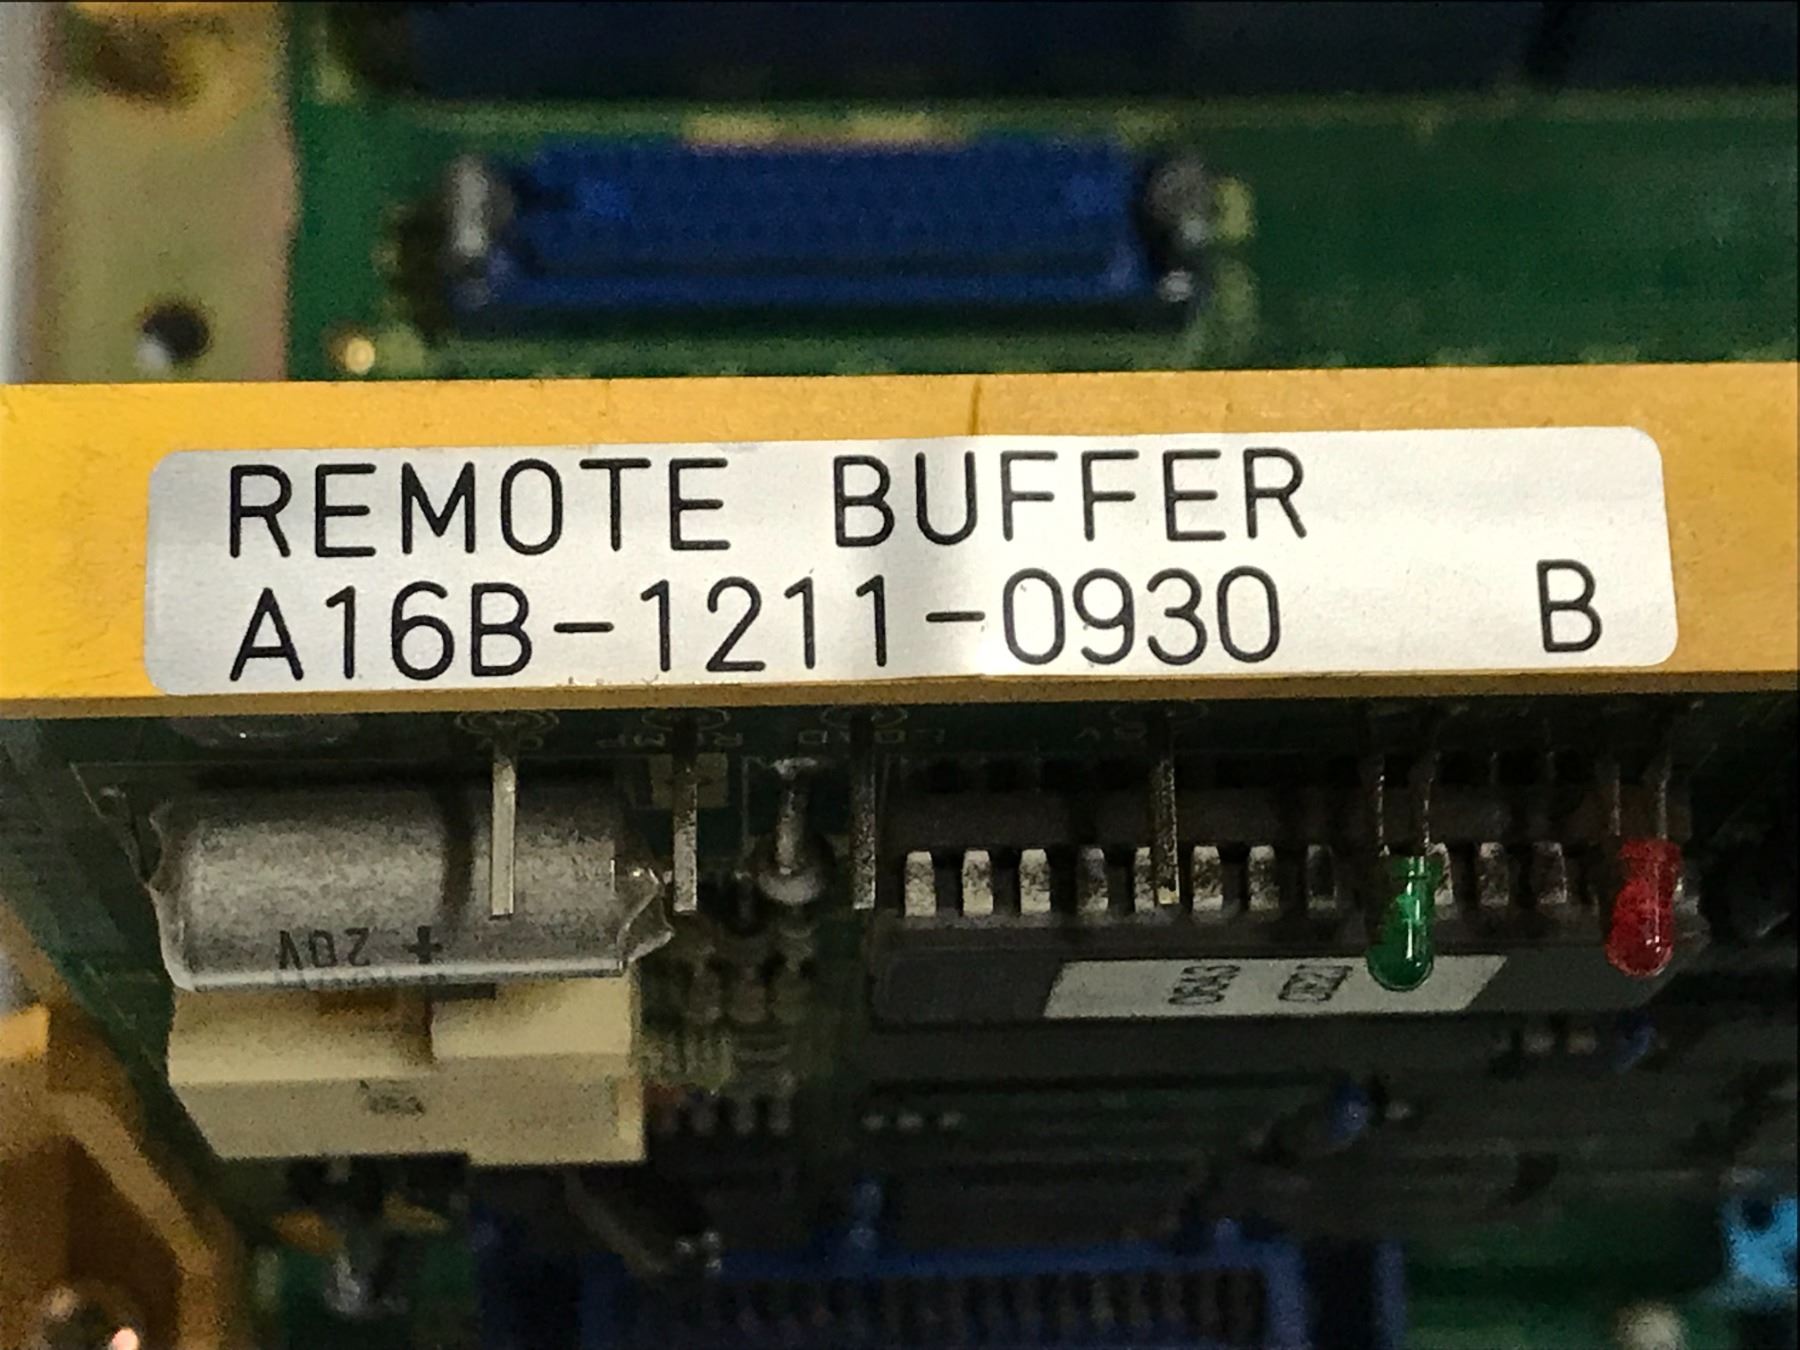 REMOTE BUFFER
A16B-1211-0930 B
+ 20V